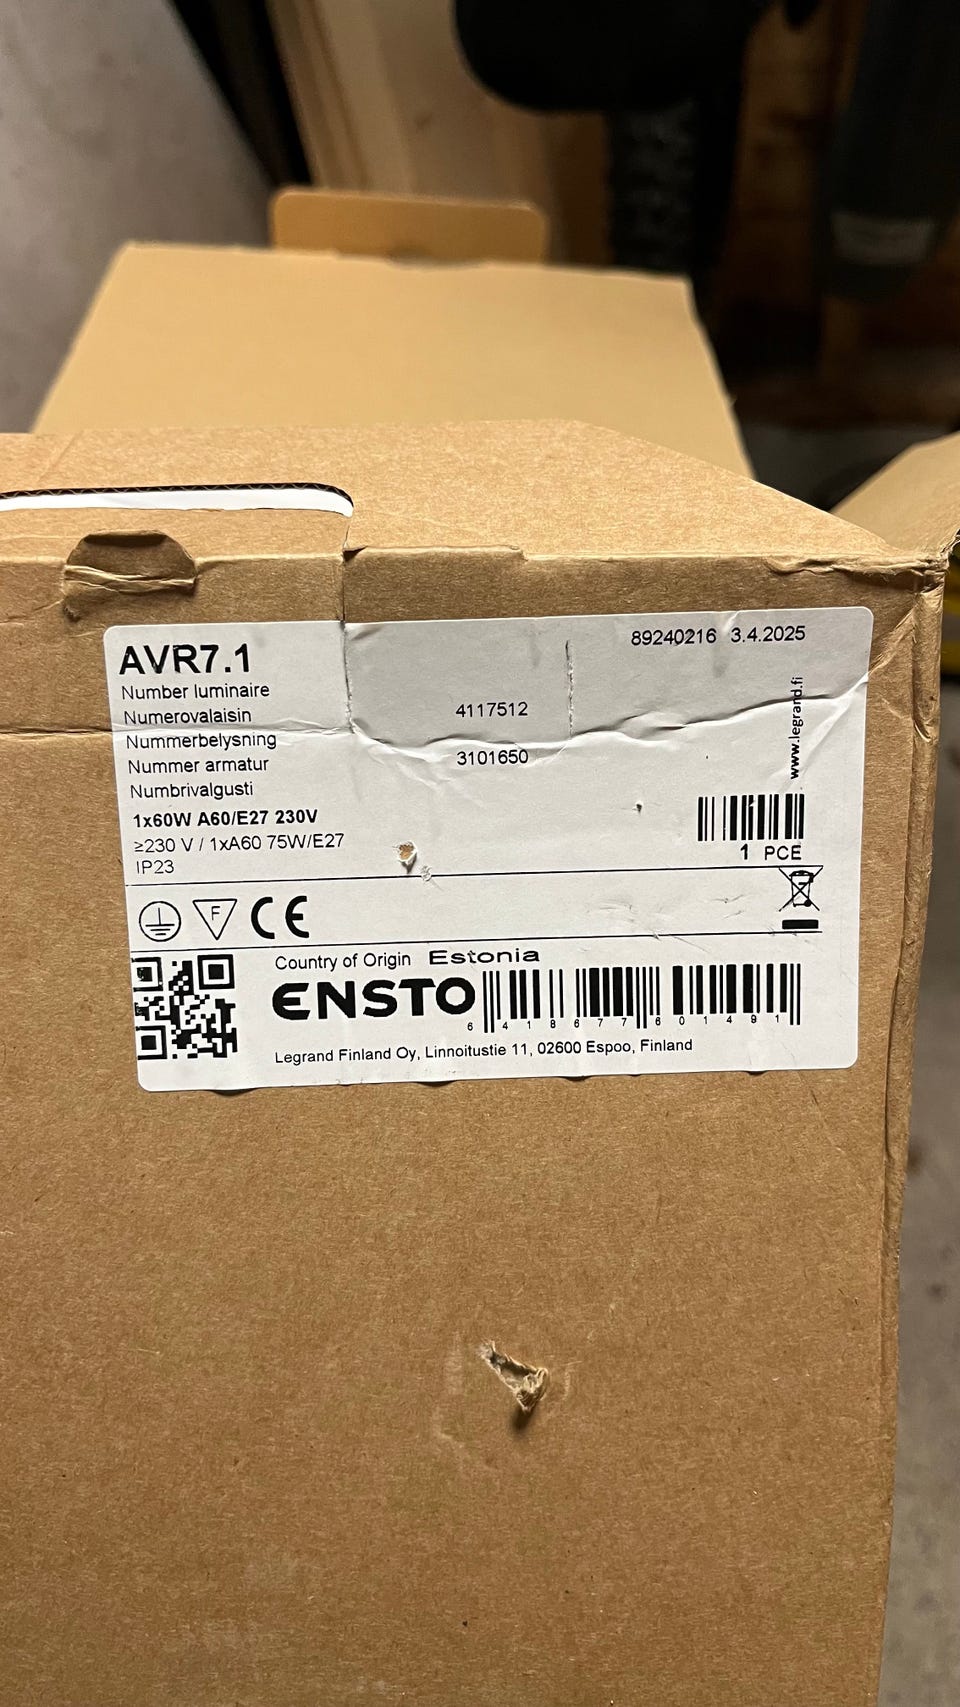 AVR7.1
89240216 3.4.2025
Number luminaire
Numerovalaisin
4117512
Nummerbelysning
Nummer armatur
3101650
Numbrivalgusti
www.legrand.fi
1x60W A60/E27 230V
≥230 V / 1xA60 75W/E27
IP23
1 PCE
F
CE
Country of Origin Estonia
ENSTO
6 418677 601491
Legrand Finland Oy, Linnoitustie 11, 02600 Espoo, Finland